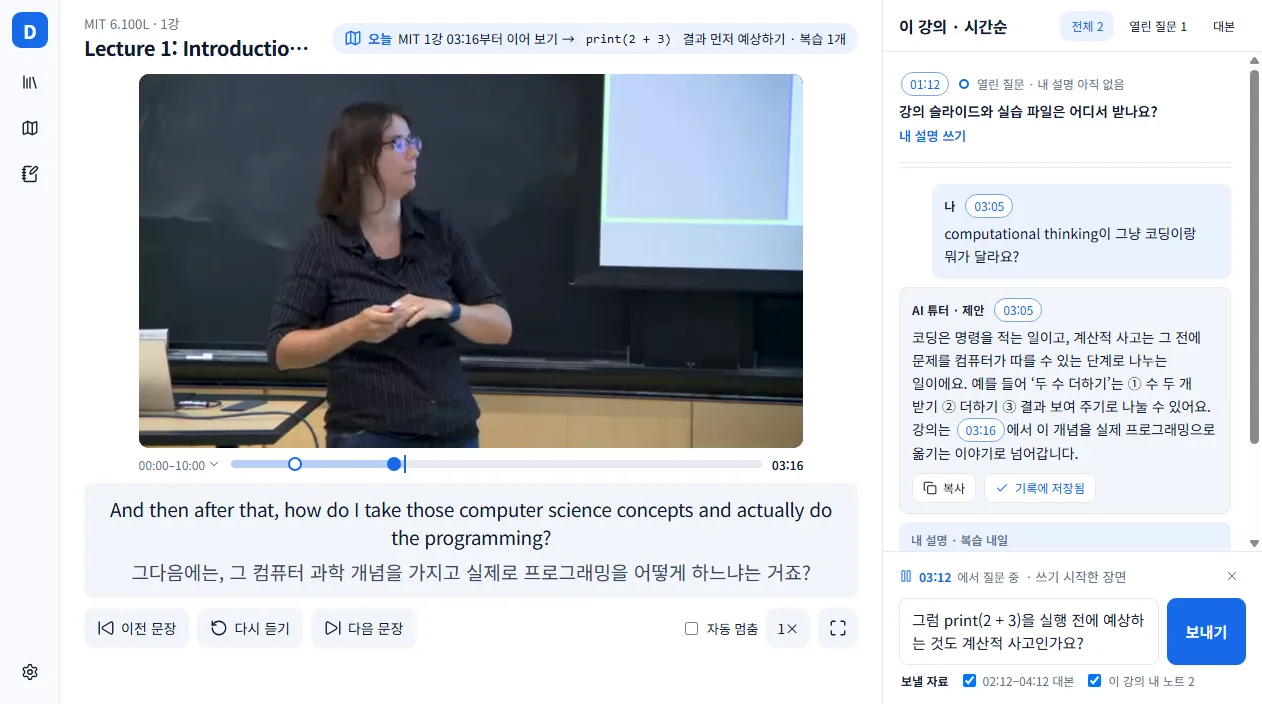 D
MIT 6.100L · 1강
Lecture 1: Introductio…
오늘 MIT 1강 03:16부터 이어 보기 → print(2 + 3) 결과 먼저 예상하기 · 복습 1개
00:00–10:00
03:16
And then after that, how do I take those computer science concepts and actually do
the programming?
그다음에는, 그 컴퓨터 과학 개념을 가지고 실제로 프로그래밍을 어떻게 하느냐는 거죠?
이전 문장
다시 듣기
다음 문장
자동 멈춤
1×
이 강의 · 시간순
전체 2
열린 질문 1
대본
01:12 열린 질문 · 내 설명 아직 없음
강의 슬라이드와 실습 파일은 어디서 받나요?
내 설명 쓰기
나 03:05
computational thinking이 그냥 코딩이랑
뭐가 달라요?
AI 튜터 · 제안 03:05
코딩은 명령을 적는 일이고, 계산적 사고는 그 전에
문제를 컴퓨터가 따를 수 있는 단계로 나누는
일이에요. 예를 들어 ‘두 수 더하기’는 ① 수 두 개
받기 ② 더하기 ③ 결과 보여 주기로 나눌 수 있어요.
강의는 03:16 에서 이 개념을 실제 프로그래밍으로
옮기는 이야기로 넘어갑니다.
복사
기록에 저장됨
내 설명 · 복습 내일
03:12 에서 질문 중 · 쓰기 시작한 장면
그럼 print(2 + 3)을 실행 전에 예상하
는 것도 계산적 사고인가요?
보내기
보낼 자료 02:12–04:12 대본 이 강의 내 노트 2